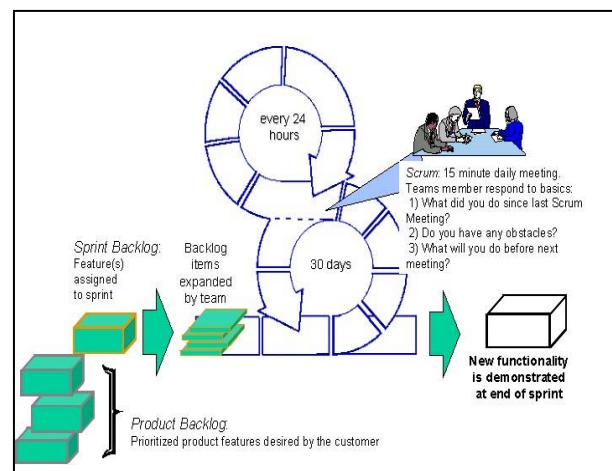 every 24
hours
Scrum: 15 minute daily meeting.
Teams member respond to basics:
1) What did you do since last Scrum
Meeting?
2) Do you have any obstacles?
3) What will you do before next
meeting?
Sprint Backlog:
Feature(s)
assigned
to sprint
Backlog
items
expanded
by team
30 days
New functionality
is demonstrated
at end of sprint
Product Backlog:
Prioritized product features desired by the customer